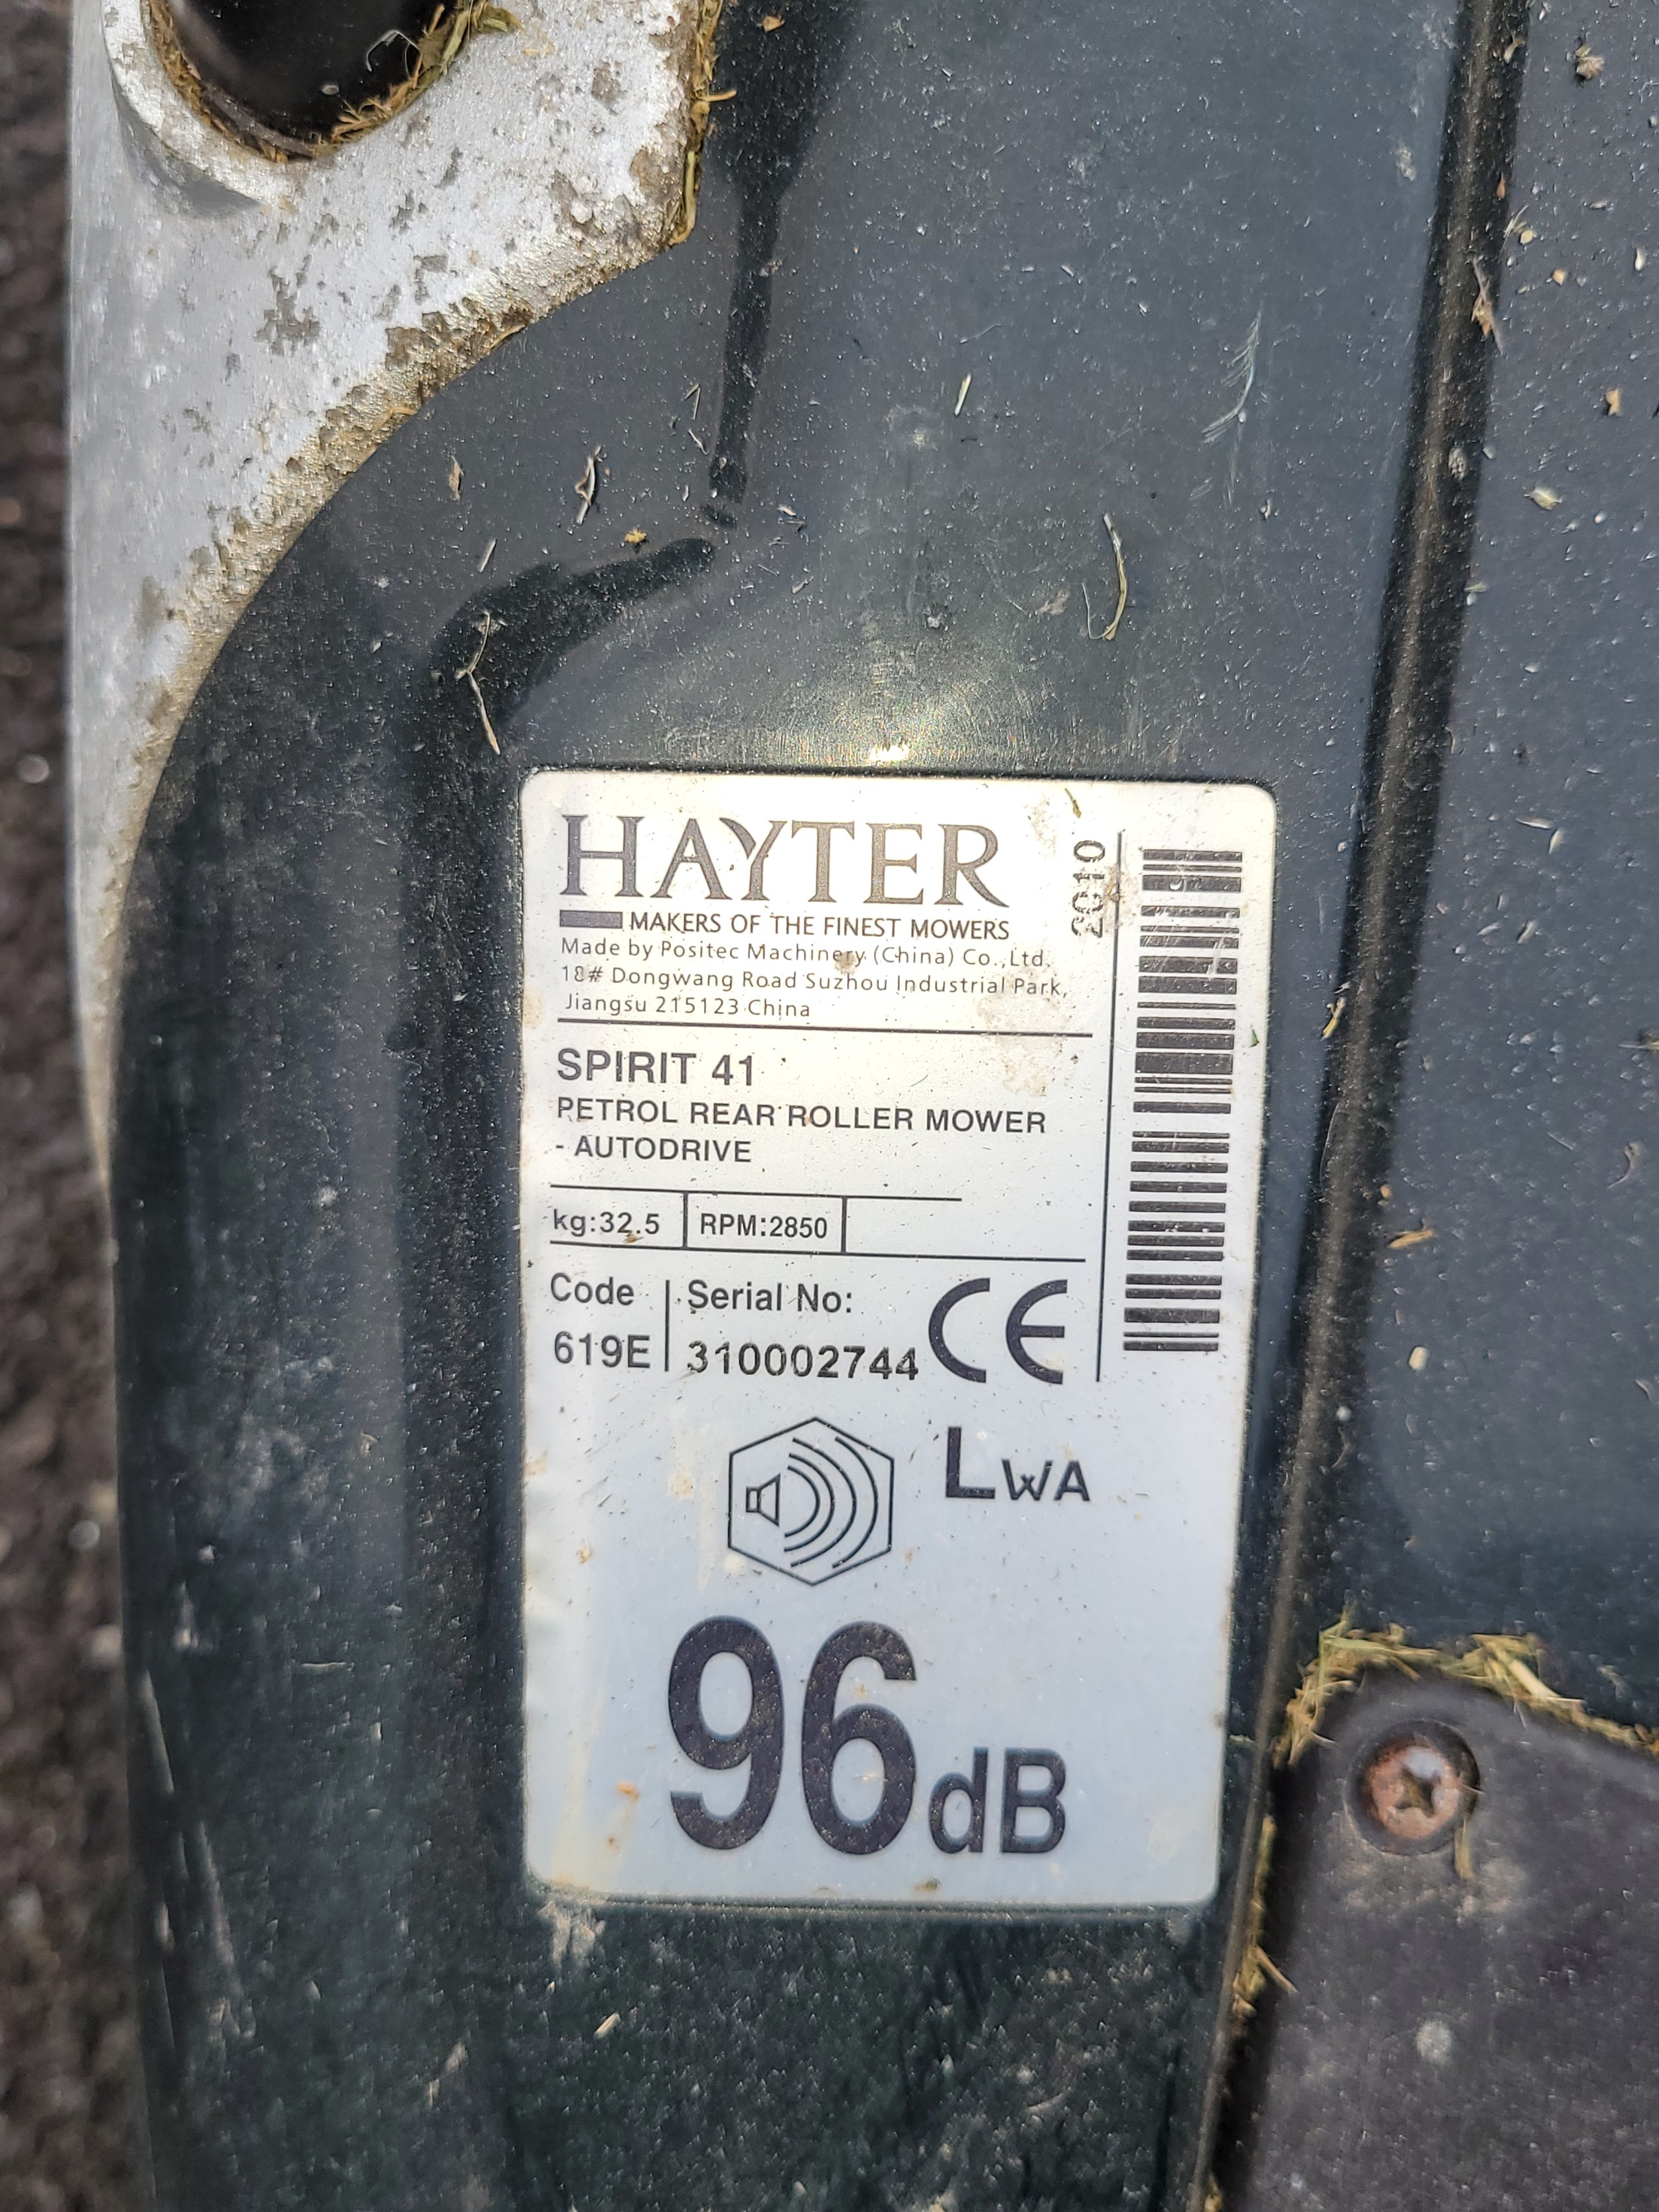 HAYTER
MAKERS OF THE FINEST MOWERS
2010
Made by Positec Machinery (China) Co.,Ltd.
18# Dongwang Road Suzhou Industrial Park,
Jiangsu 215123 China
SPIRIT 41
PETROL REAR ROLLER MOWER
- AUTODRIVE
kg:32.5 RPM:2850
Code Serial No:
619E 310002744
CE
LWA
96dB